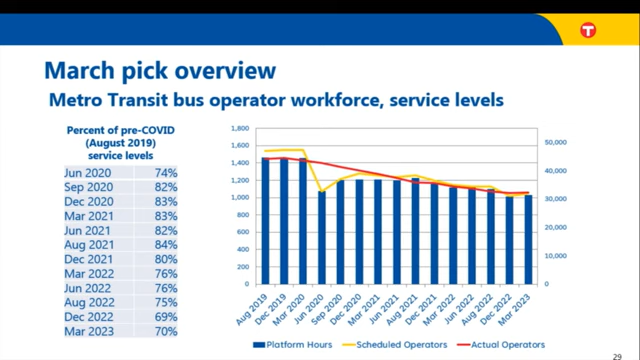 T
March pick overview
Metro Transit bus operator workforce, service levels
Percent of pre-COVID
(August 2019)
service levels
Jun 2020 74%
Sep 2020 82%
Dec 2020 83%
Mar 2021 83%
Jun 2021 82%
Aug 2021 84%
Dec 2021 80%
Mar 2022 76%
Jun 2022 76%
Aug 2022 75%
Dec 2022 69%
Mar 2023 70%
1,800
1,600
1,400
1,200
1,000
800
600
400
200
0
50,000
40,000
30,000
20,000
10,000
0
Aug 2019
Dec 2019
Mar 2020
Jun 2020
Sep 2020
Dec 2020
Mar 2021
Jun 2021
Aug 2021
Dec 2021
Mar 2022
Jun 2022
Aug 2022
Dec 2022
Mar 2023
Platform Hours Scheduled Operators Actual Operators
29